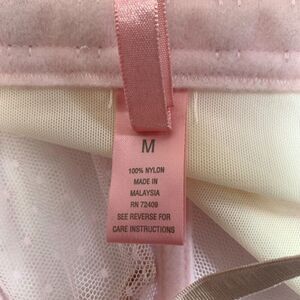 M
100% NYLON
MADE IN
MALAYSIA
RN 72409
SEE REVERSE FOR
CARE INSTRUCTIONS